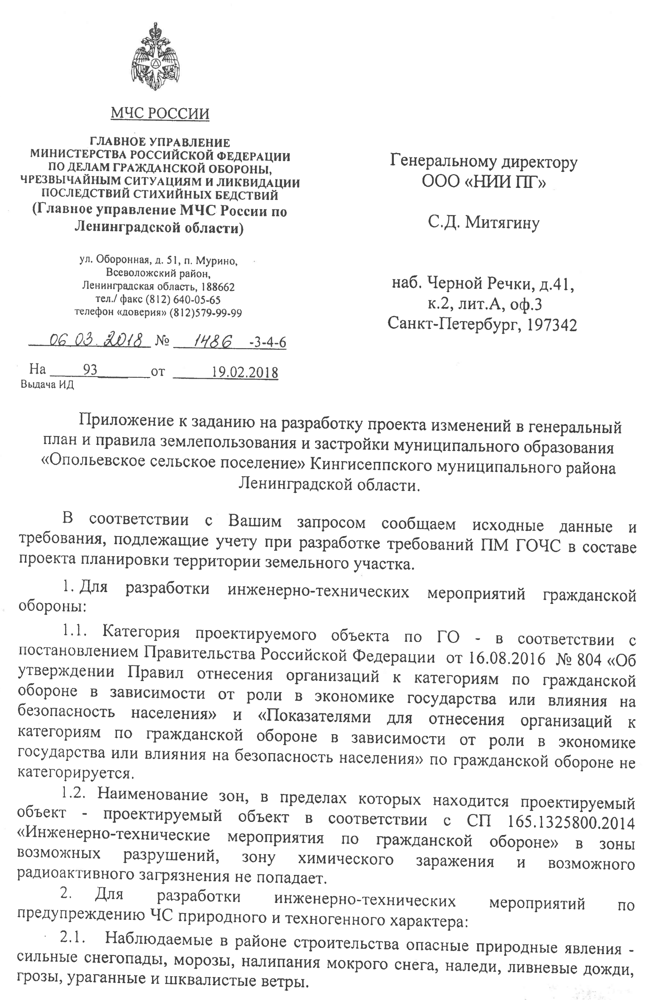 МЧС РОССИИ
ГЛАВНОЕ УПРАВЛЕНИЕ
МИНИСТЕРСТВА РОССИЙСКОЙ ФЕДЕРАЦИИ
ПО ДЕЛАМ ГРАЖДАНСКОЙ ОБОРОНЫ,
ЧРЕЗВЫЧАЙНЫМ СИТУАЦИЯМ И ЛИКВИДАЦИИ
ПОСЛЕДСТВИЙ СТИХИЙНЫХ БЕДСТВИЙ
(Главное управление МЧС России по
Ленинградской области)
ул. Оборонная, д. 51, п. Мурино,
Всеволожский район,
Ленинградская область, 188662
тел./ факс (812) 640-05-65
телефон «доверия» (812)579-99-99
06 03. 2018 № 1486 -3-4-6
На 93 от 19.02.2018
Выдача ИД
Генеральному директору
ООО «НИИ ПГ»
С.Д. Митягину
наб. Черной Речки, д.41,
к.2, лит.А, оф.3
Санкт-Петербург, 197342
Приложение к заданию на разработку проекта изменений в генеральный
план и правила землепользования и застройки муниципального образования
«Опольевское сельское поселение» Кингисеппского муниципального района
Ленинградской области.
В соответствии с Вашим запросом сообщаем исходные данные и
требования, подлежащие учету при разработке требований ПМ ГОЧС в составе
проекта планировки территории земельного участка.
1. Для разработки инженерно-технических мероприятий гражданской
обороны:
1.1. Категория проектируемого объекта по ГО - в соответствии с
постановлением Правительства Российской Федерации от 16.08.2016 № 804 «Об
утверждении Правил отнесения организаций к категориям по гражданской
обороне в зависимости от роли в экономике государства или влияния на
безопасность населения» и «Показателями для отнесения организаций к
категориям по гражданской обороне в зависимости от роли в экономике
государства или влияния на безопасность населения» по гражданской обороне не
категорируется.
1.2. Наименование зон, в пределах которых находится проектируемый
объект - проектируемый объект в соответствии с СП 165.1325800.2014
«Инженерно-технические мероприятия по гражданской обороне» в зоны
возможных разрушений, зону химического заражения и возможного
радиоактивного загрязнения не попадает.
2. Для разработки инженерно-технических мероприятий по
предупреждению ЧС природного и техногенного характера:
2.1. Наблюдаемые в районе строительства опасные природные явления -
сильные снегопады, морозы, налипания мокрого снега, наледи, ливневые дожди,
грозы, ураганные и шквалистые ветры.